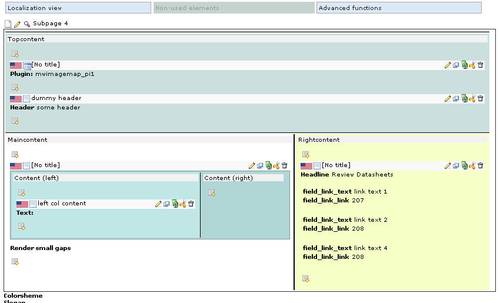 Localization view
Non-used elements
Advanced functions
Subpage 4
Topcontent
[No title]
Plugin: mwimagemap_pi1
dummy header
Header some header
Maincontent
[No title]
Content (left)
Content (right)
left col content
Text:
Render small gaps
Rightcontent
[No title]
Headline Review Datasheets
field_link_text link text 1
field_link_link 207
field_link_text link text 2
field_link_link 208
field_link_text link text 4
field_link_link 208
Colorsheme
Slogan